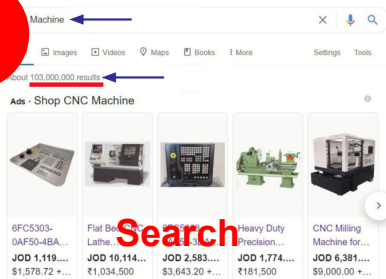 Machine
Images Videos Maps Books More Settings Tools
About 103,000,000 results
Ads · Shop CNC Machine
6FC5303-
0AF50-4BA...
JOD 1,119....
$1,578.72 +...
Flat Bed CNC
Lathe...
JOD 10,114...
₹1,034,500
JOD 2,583....
$3,643.20 +...
Heavy Duty
Precision...
JOD 1,774....
₹181,500
CNC Milling
Machine for...
JOD 6,381....
$9,000.00 +...
Search